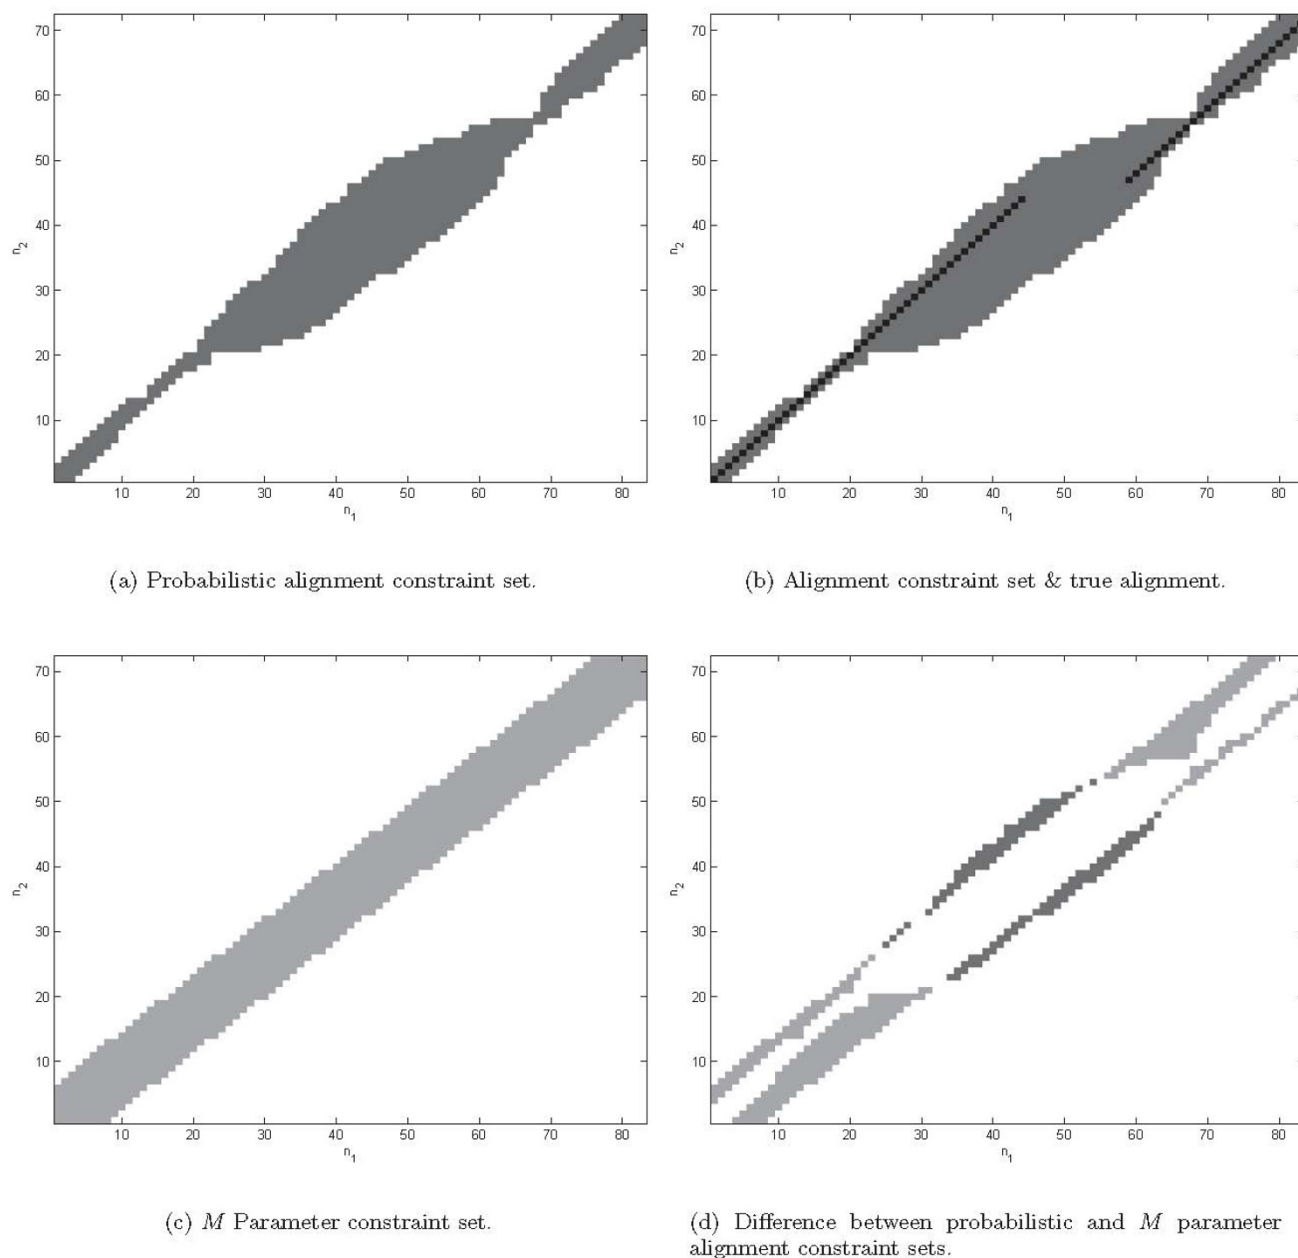 70
60
50
40
30
20
10
n2
10 20 30 40 50 60 70 80
n1
(a) Probabilistic alignment constraint set.
70
60
50
40
30
20
10
n2
10 20 30 40 50 60 70 80
n1
(b) Alignment constraint set & true alignment.
70
60
50
40
30
20
10
n2
10 20 30 40 50 60 70 80
n1
(c) M Parameter constraint set.
70
60
50
40
30
20
10
n2
10 20 30 40 50 60 70 80
n1
(d) Difference between probabilistic and M parameter
alignment constraint sets.